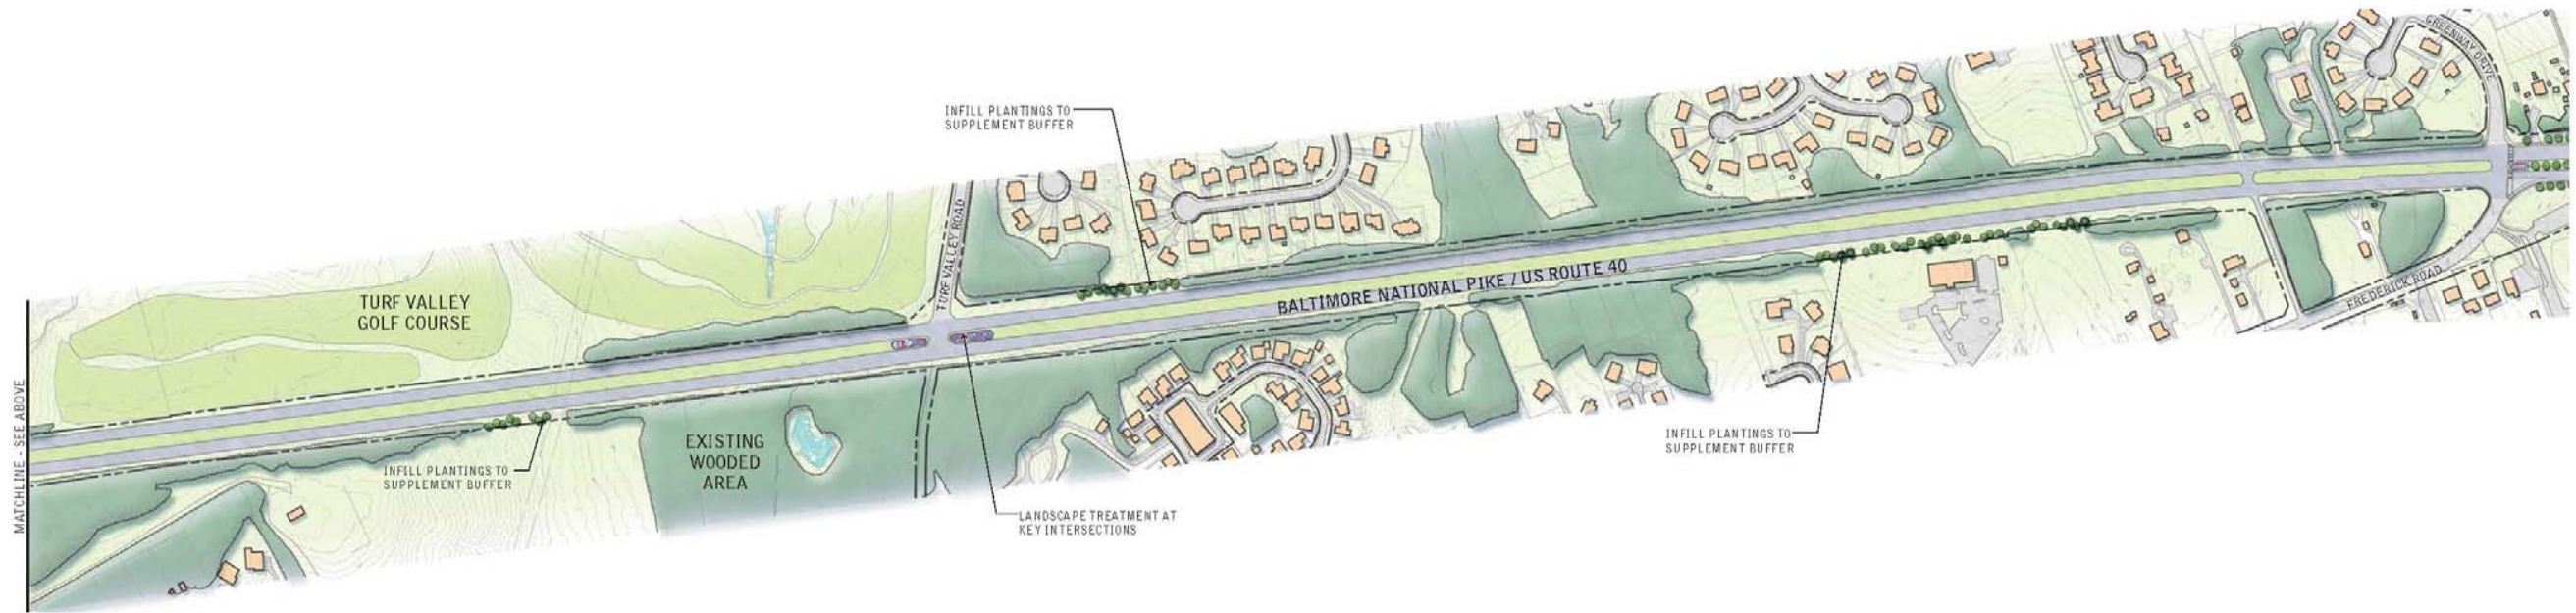 GREENWAY DRIVE
INFILL PLANTINGS TO
SUPPLEMENT BUFFER
TURF VALLEY ROAD
TURF VALLEY
GOLF COURSE
BALTIMORE NATIONAL PIKE / US ROUTE 40
FREDERICK ROAD
MATCHLINE - SEE ABOVE
INFILL PLANTINGS TO
SUPPLEMENT BUFFER
EXISTING
WOODED
AREA
INFILL PLANTINGS TO
SUPPLEMENT BUFFER
LANDSCAPE TREATMENT AT
KEY INTERSECTIONS